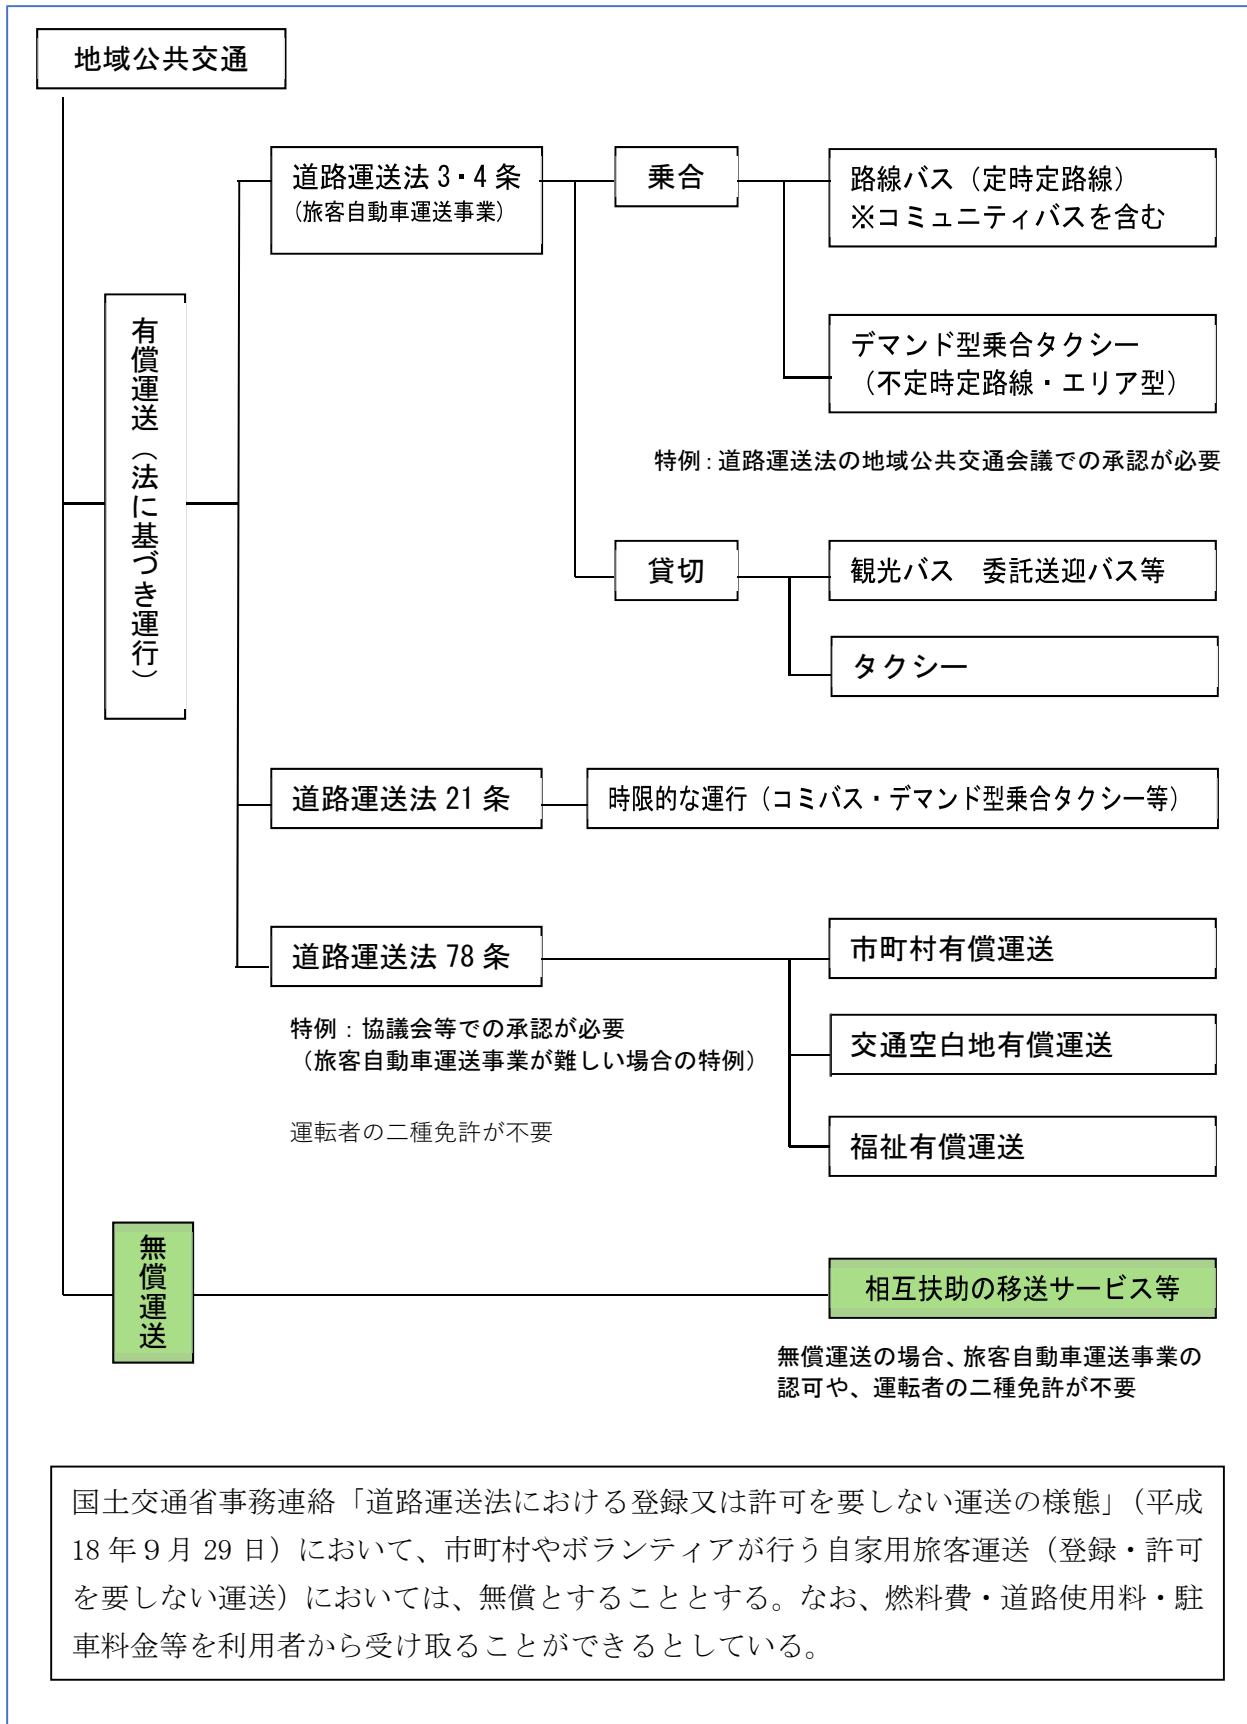 地域公共交通
道路運送法 3・4 条
(旅客自動車運送事業)
乗合
路線バス（定時定路線）
※コミュニティバスを含む
デマンド型乗合タクシー
（不定時定路線・エリア型）
特例：道路運送法の地域公共交通会議での承認が必要
有償運送（法に基づき運行）
貸切
観光バス　委託送迎バス等
タクシー
道路運送法 21 条
時限的な運行（コミバス・デマンド型乗合タクシー等）
道路運送法 78 条
特例：協議会等での承認が必要
（旅客自動車運送事業が難しい場合の特例）
運転者の二種免許が不要
市町村有償運送
交通空白地有償運送
福祉有償運送
無償運送
相互扶助の移送サービス等
無償運送の場合、旅客自動車運送事業の
認可や、運転者の二種免許が不要
国土交通省事務連絡「道路運送法における登録又は許可を要しない運送の様態」（平成
18 年９月 29 日）において、市町村やボランティアが行う自家用旅客運送（登録・許可
を要しない運送）においては、無償とすることとする。なお、燃料費・道路使用料・駐
車料金等を利用者から受け取ることができるとしている。